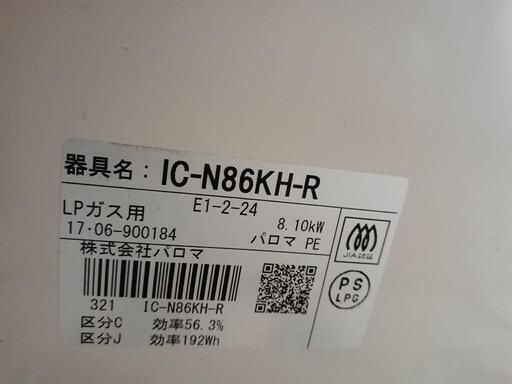 器具名：IC-N86KH-R
E1-2-24
LPガス用 8.10kW
17・06-900184 パロマ PE
株式会社パロマ
JIA認証
PS
LPG
321 IC-N86KH-R
区分C 効率56.3%
区分J 効率192Wh